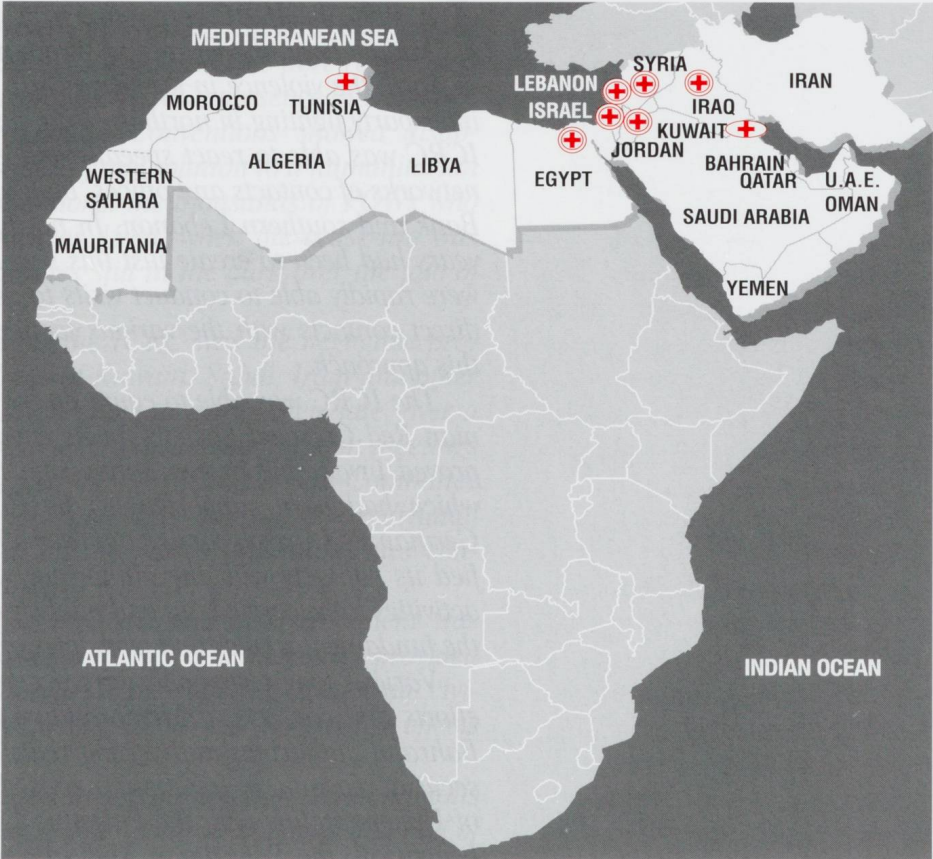 MEDITERRANEAN SEA
SYRIA
LEBANON
IRAN
MOROCCO
TUNISIA
ISRAEL
IRAQ
KUWAIT
JORDAN
ALGERIA
LIBYA
BAHRAIN
WESTERN
SAHARA
EGYPT
QATAR
U.A.E.
OMAN
SAUDI ARABIA
MAURITANIA
YEMEN
ATLANTIC OCEAN
INDIAN OCEAN